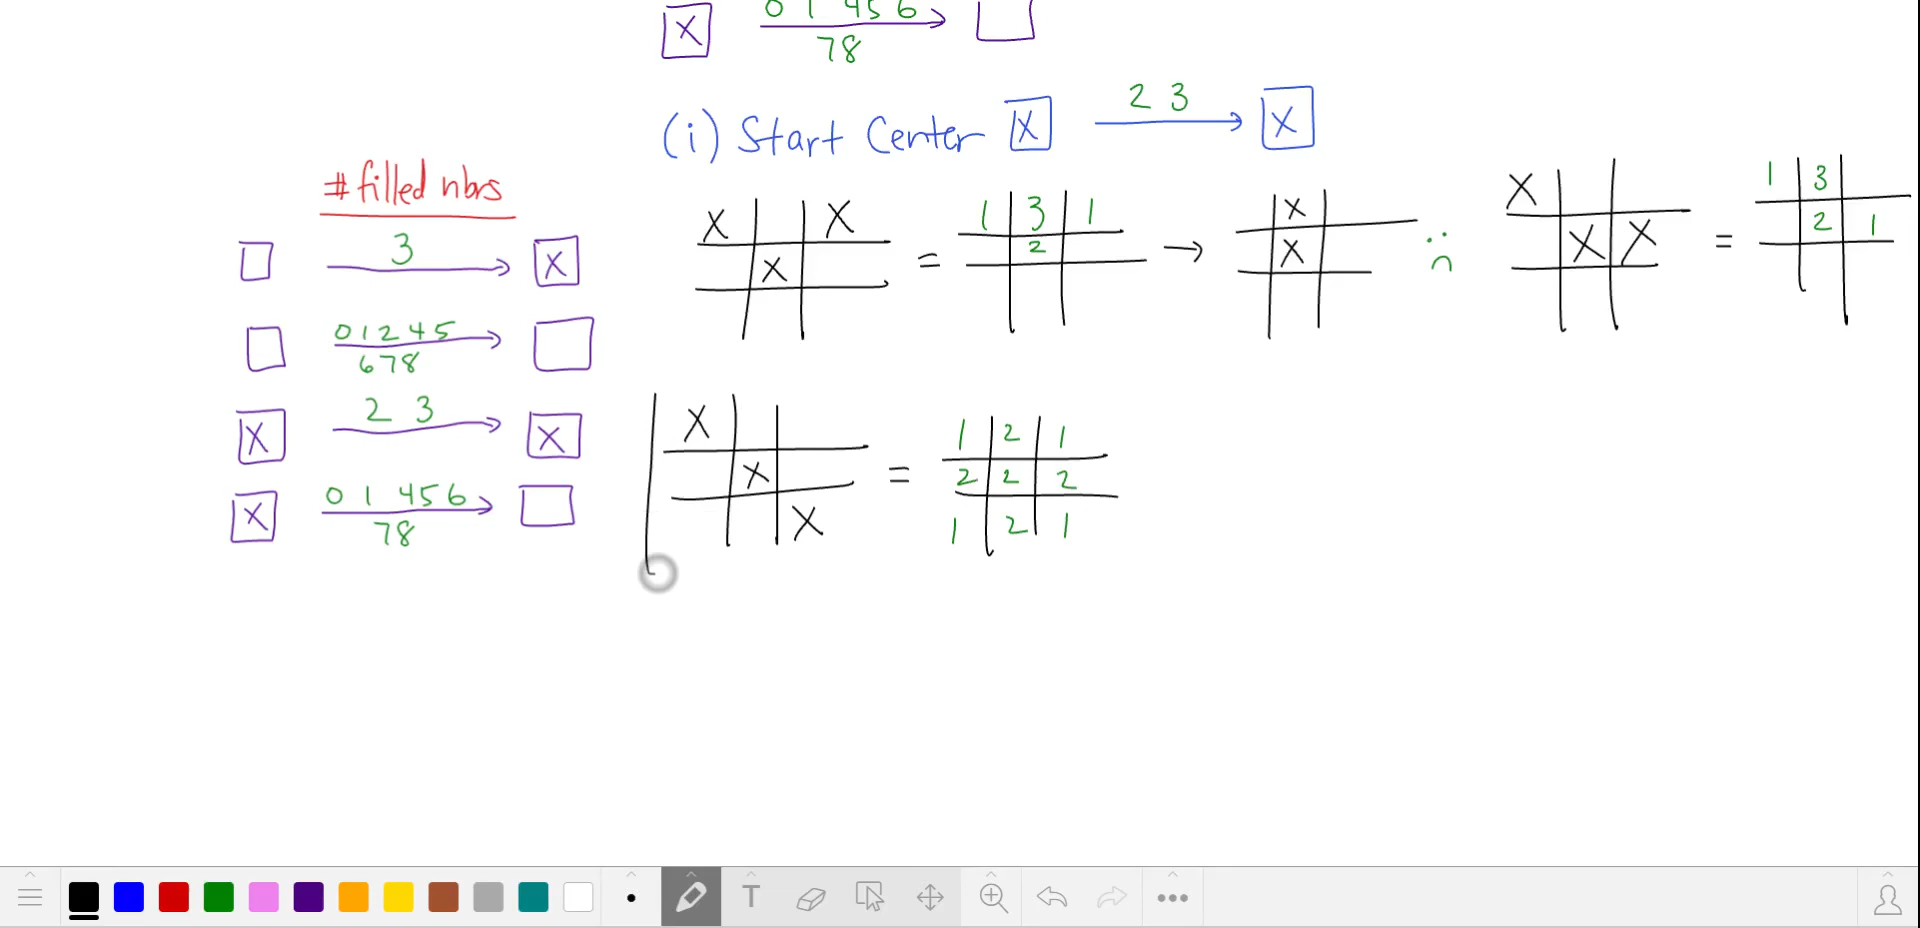 X 0 1 4 5 6
7 8
(i) Start Center X 2 3 X
# filled nbrs
3 X
0 1 2 4 5
6 7 8
X 2 3 X
X 0 1 4 5 6
7 8
X X = 1 3 1 → X X = 1 3
X 2 X X X 2 1
X = 1 2 1
X 2 2 2
X 1 2 1
T